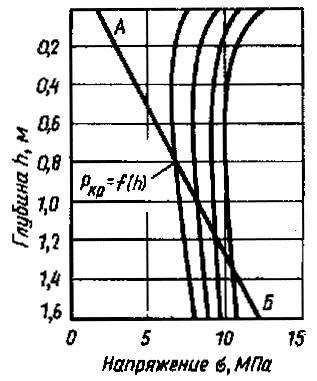 А
0,2
0,4
0,6
0,8
Pкр=f(h)
1,0
1,2
1,4
Б
1,6
0 5 10 15
Глубина h, м
Напряжение σ, МПа